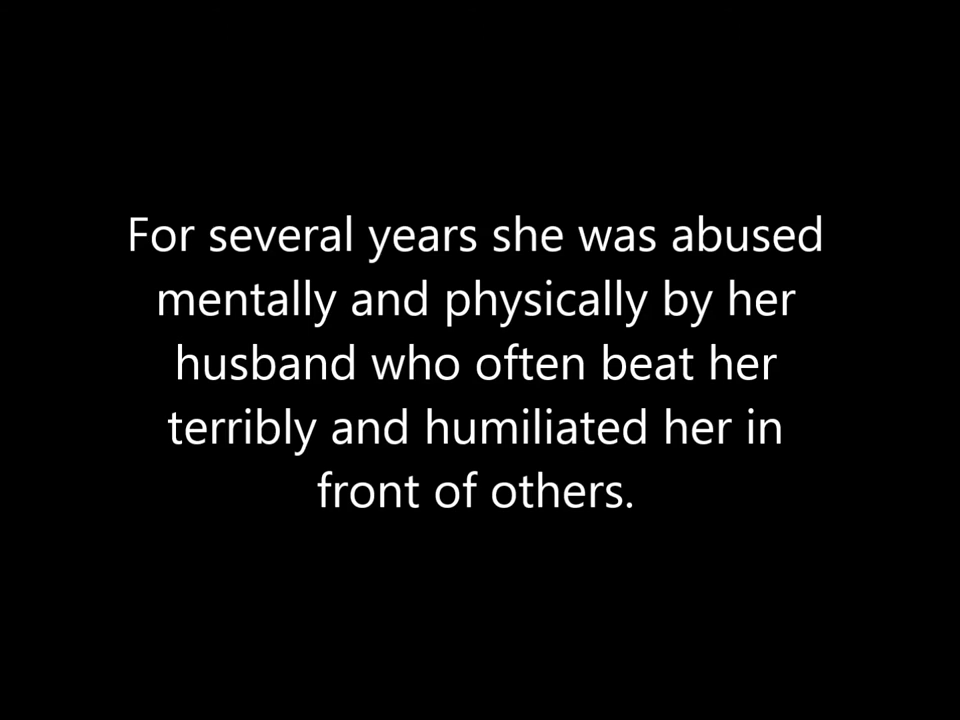 For several years she was abused
mentally and physically by her
husband who often beat her
terribly and humiliated her in
front of others.